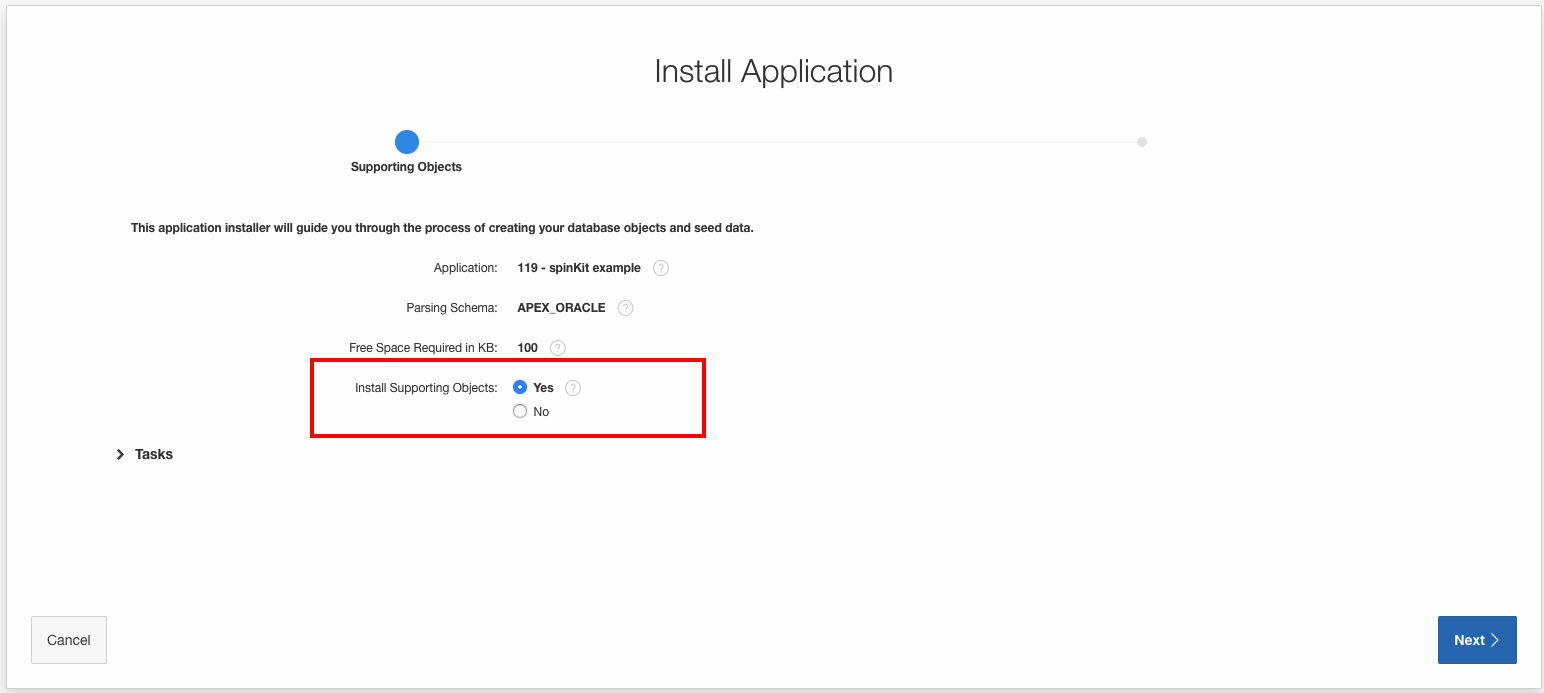 Install Application
Supporting Objects
This application installer will guide you through the process of creating your database objects and seed data.
Application: 119 - spinKit example ?
Parsing Schema: APEX_ORACLE ?
Free Space Required in KB: 100 ?
Install Supporting Objects: Yes ?
No
Tasks
Cancel
Next